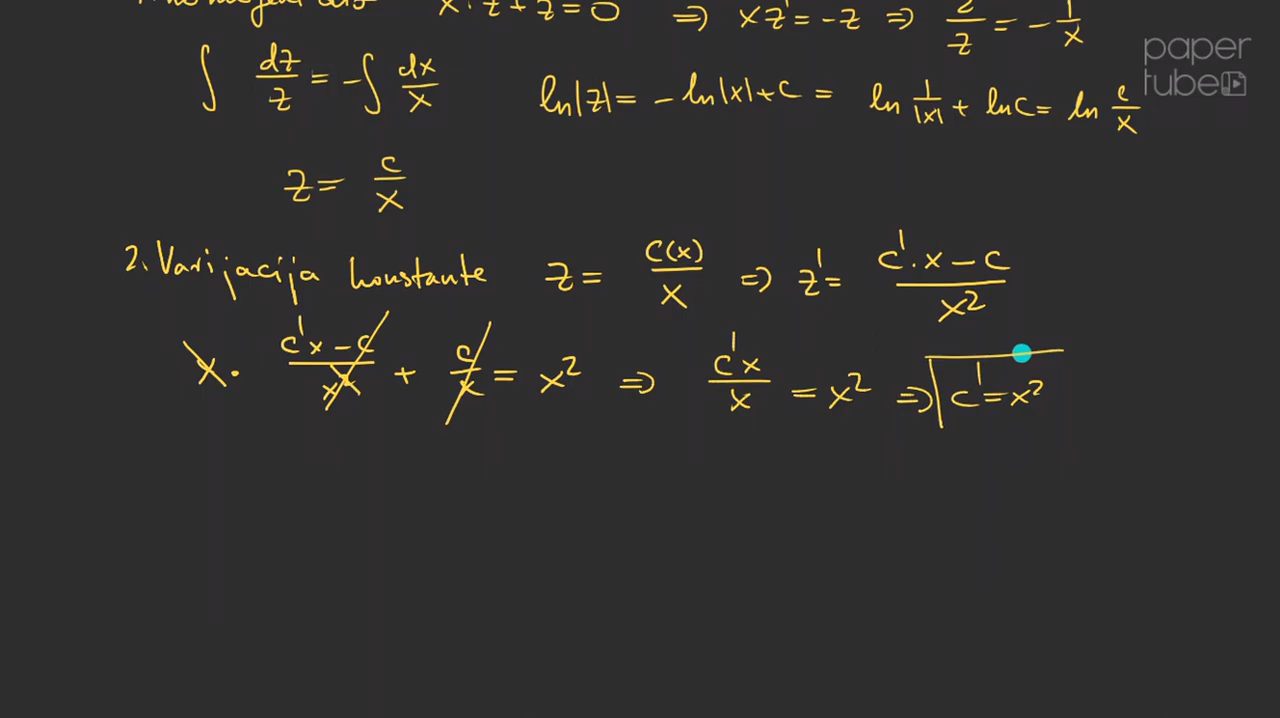 x · z' + z = 0 ⇒ xz' = -z ⇒ z'/z = - 1/x
paper
tube
∫ dz/z = -∫ dx/x ln|z| = - ln|x| + c = ln 1/|x| + ln c = ln c/x
z = c/x
2. Varijacija konstante z = c(x)/x ⇒ z' = (c' · x - c)/x²
x · (c'x - c)/x² + c/x = x² ⇒ c'x/x = x² ⇒ c' = x²